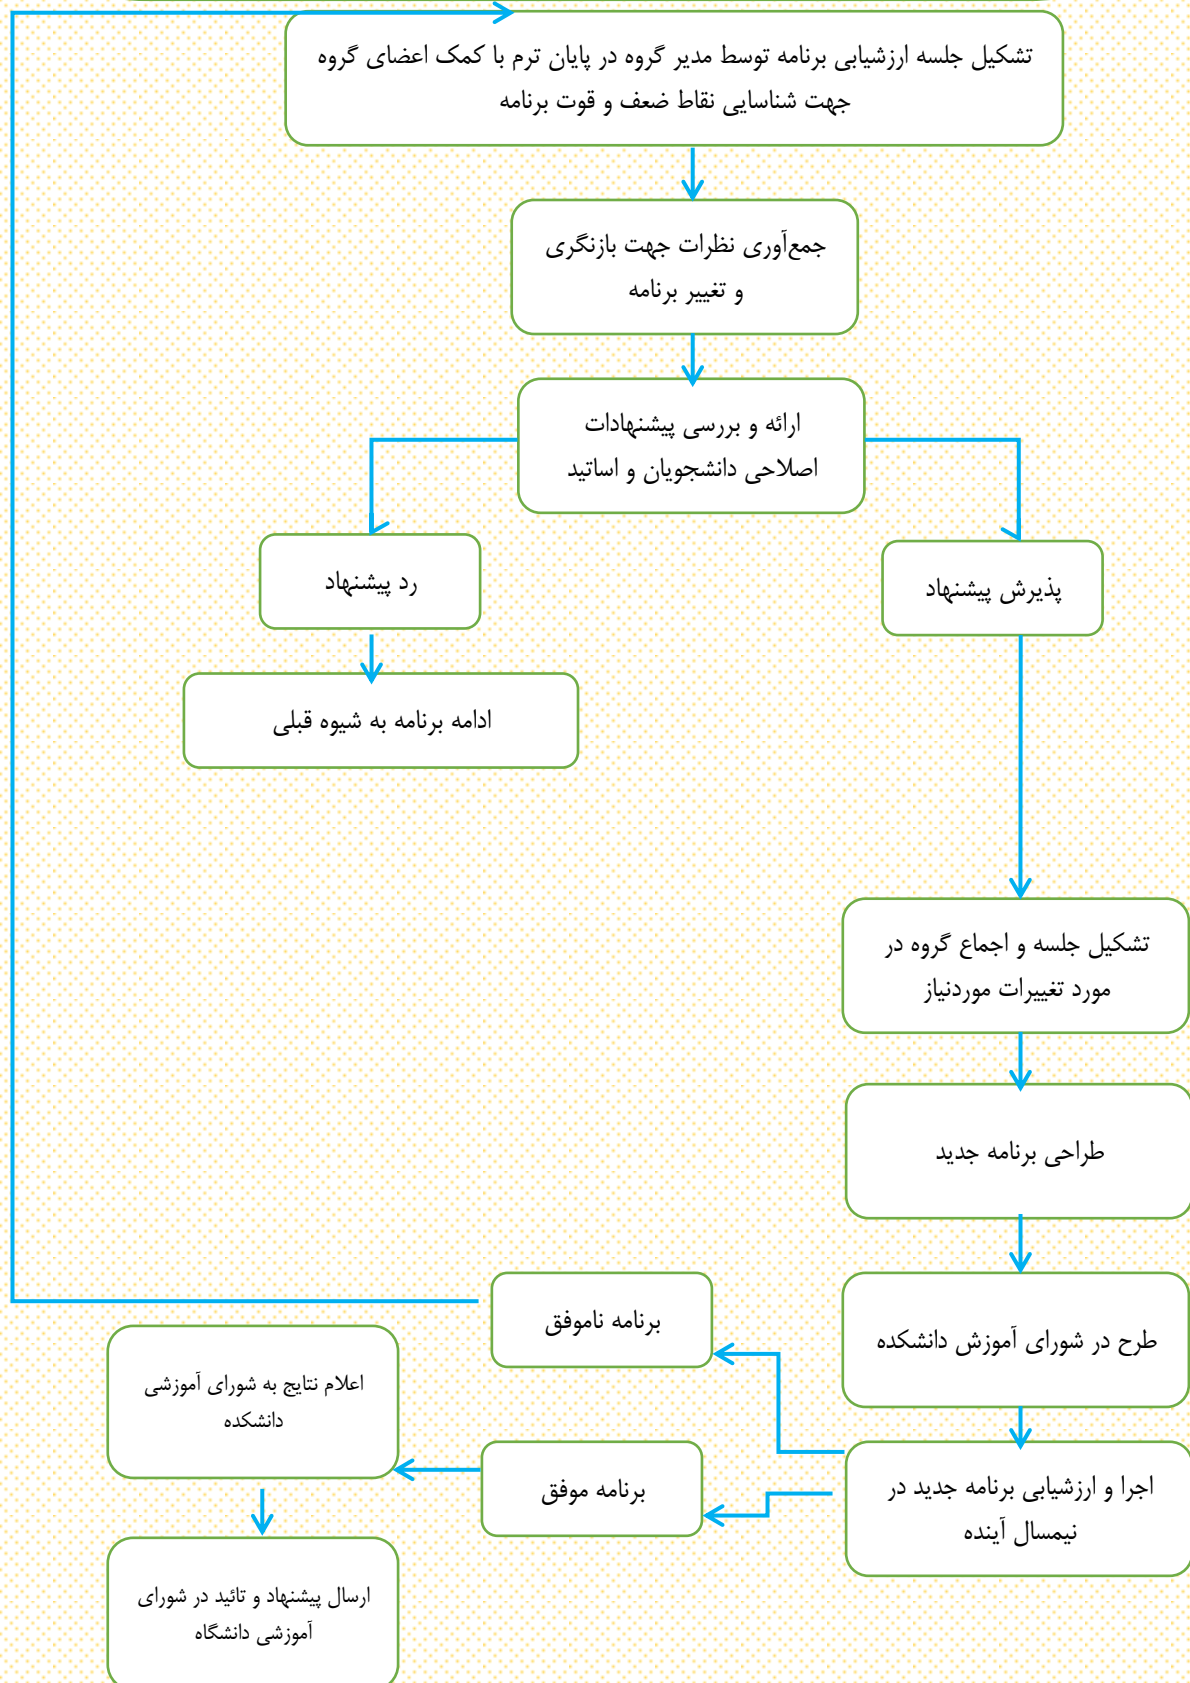 تشکیل جلسه ارزشیابی برنامه توسط مدیر گروه در پایان ترم با کمک اعضای گروه
جهت شناسایی نقاط ضعف و قوت برنامه
جمع‌آوری نظرات جهت بازنگری
و تغییر برنامه
ارائه و بررسی پیشنهادات
اصلاحی دانشجویان و اساتید
پذیرش پیشنهاد
رد پیشنهاد
ادامه برنامه به شیوه قبلی
تشکیل جلسه و اجماع گروه در
مورد تغییرات موردنیاز
طراحی برنامه جدید
طرح در شورای آموزش دانشکده
اجرا و ارزشیابی برنامه جدید در
نیمسال آینده
برنامه ناموفق
برنامه موفق
اعلام نتایج به شورای آموزشی
دانشکده
ارسال پیشنهاد و تائید در شورای
آموزشی دانشگاه